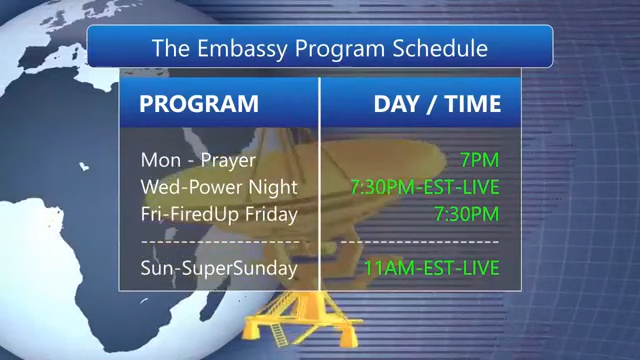 The Embassy Program Schedule
PROGRAM DAY / TIME
Mon - Prayer 7PM
Wed-Power Night 7:30PM-EST-LIVE
Fri-FiredUp Friday 7:30PM
-------------------- --------------------
Sun-SuperSunday 11AM-EST-LIVE